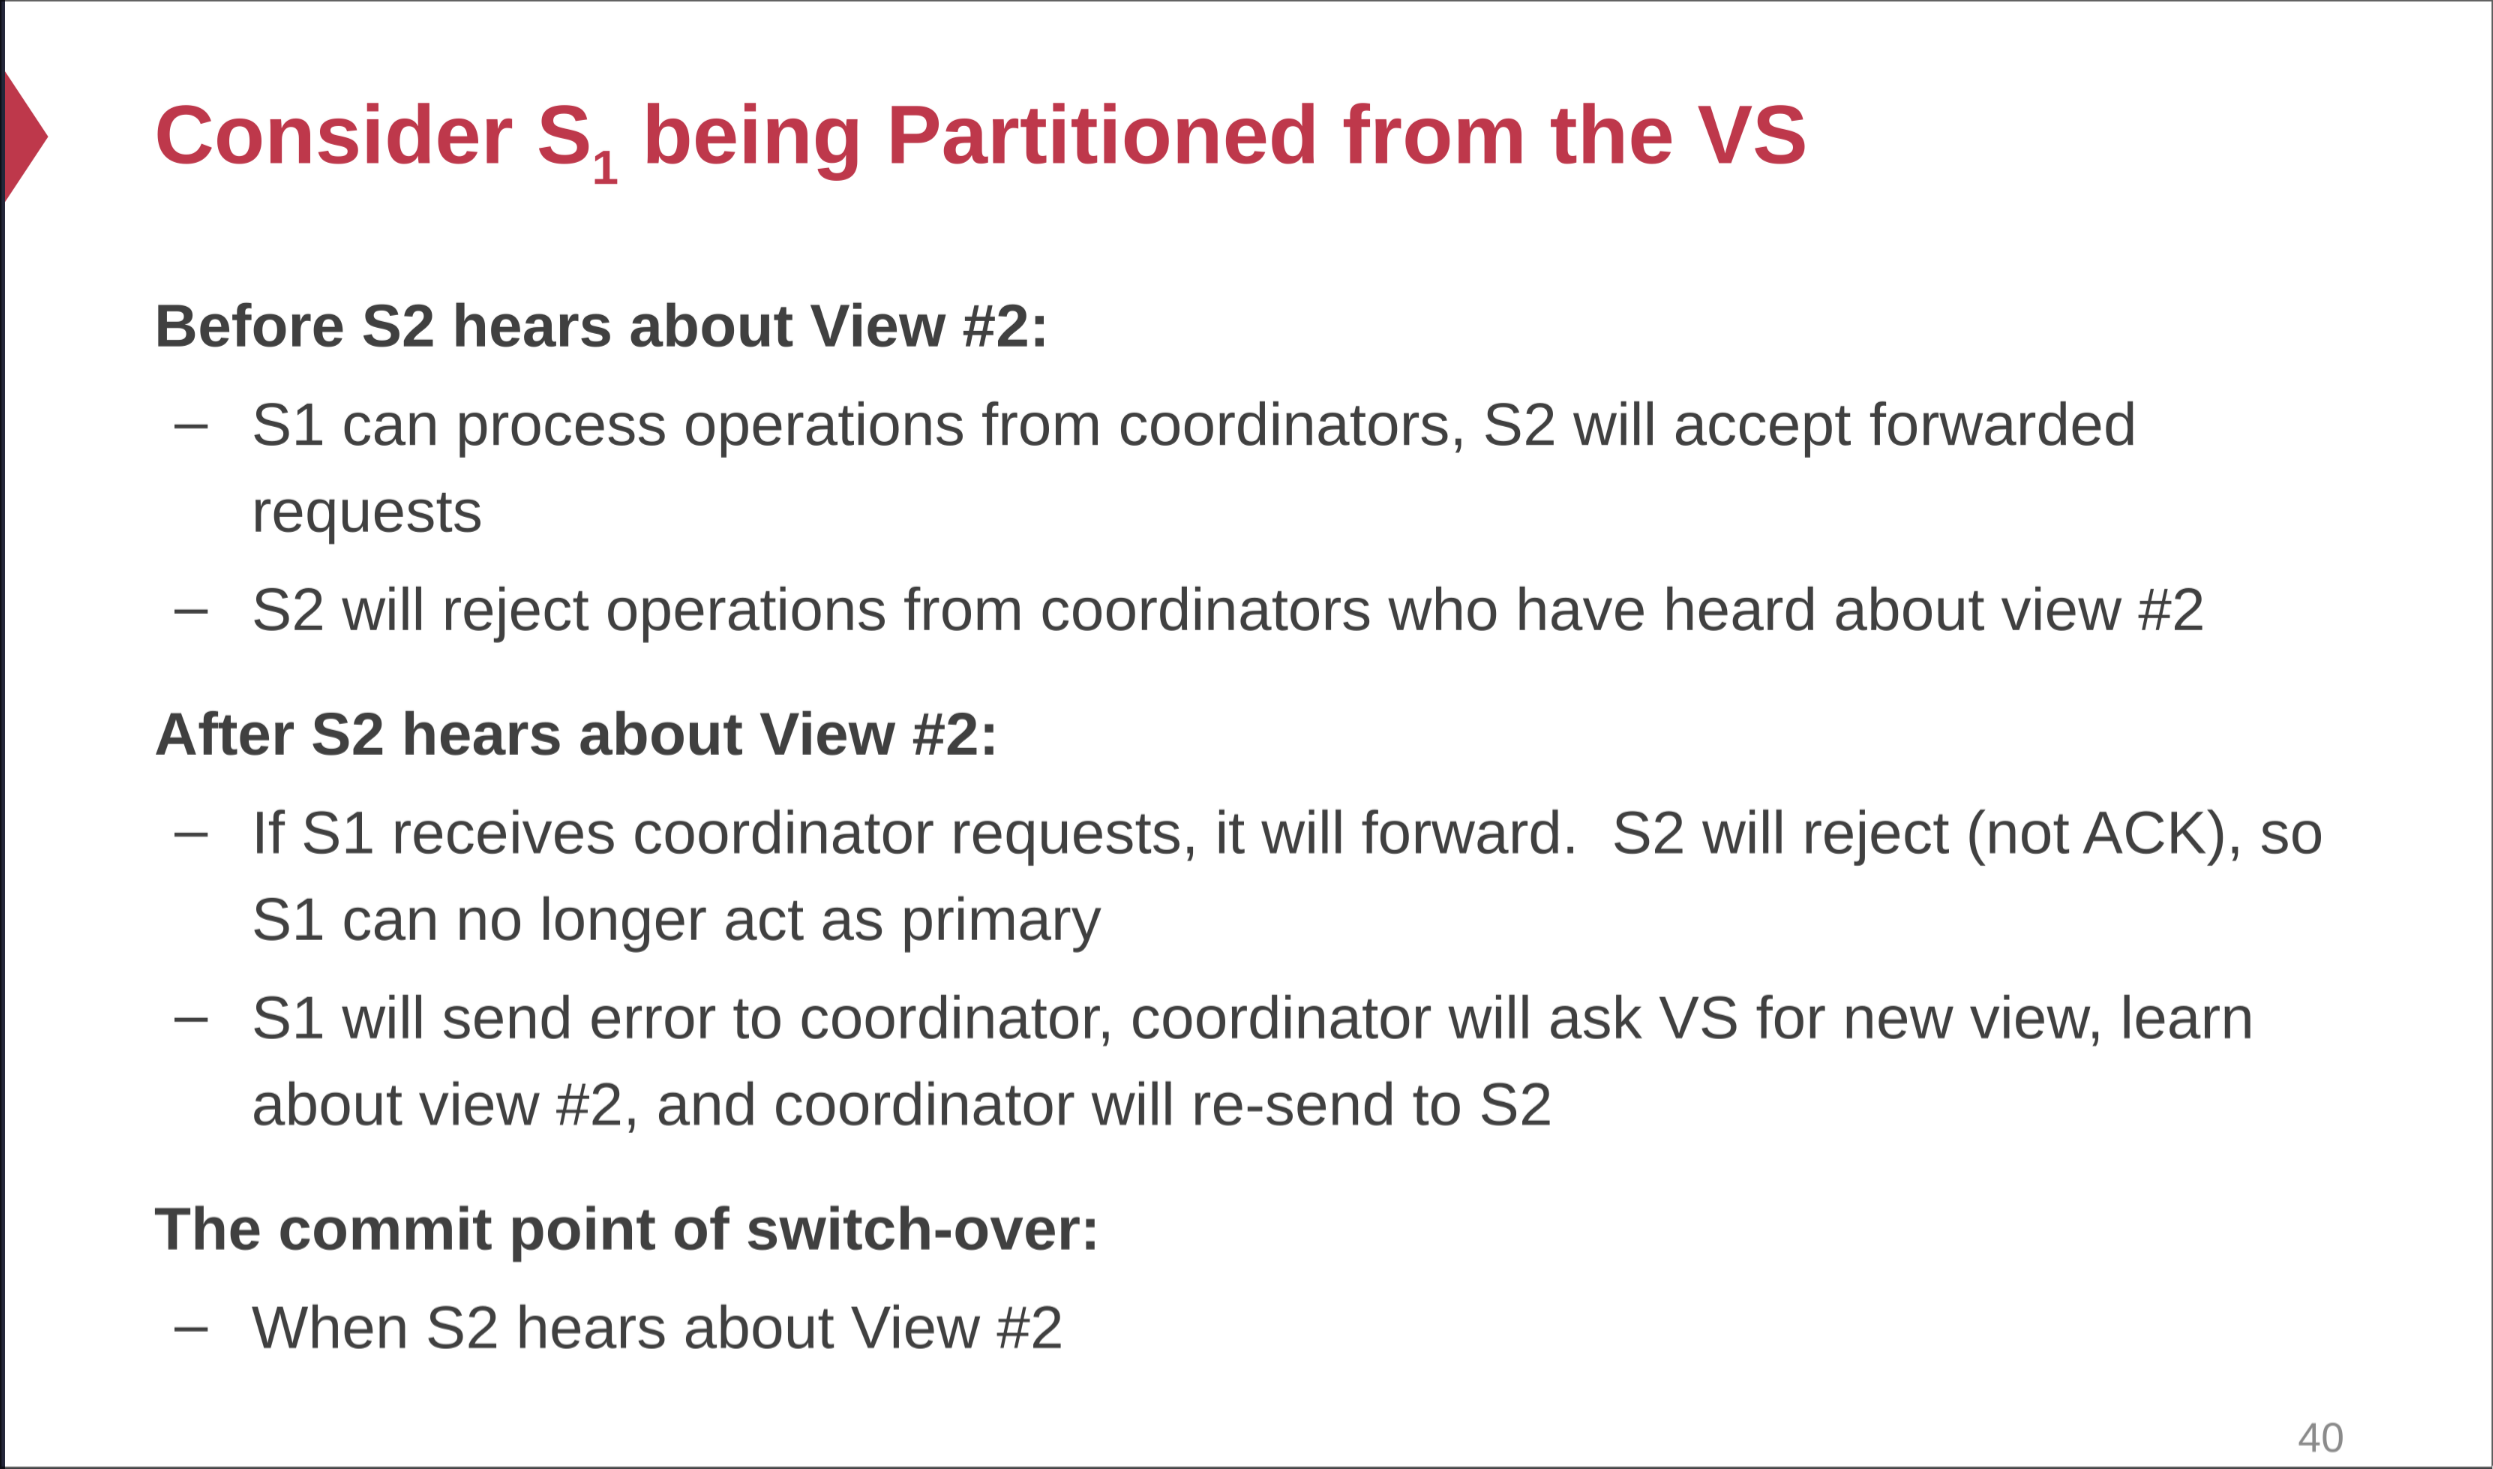 Consider S1 being Partitioned from the VS
Before S2 hears about View #2:
— S1 can process operations from coordinators, S2 will accept forwarded
requests
— S2 will reject operations from coordinators who have heard about view #2
After S2 hears about View #2:
— If S1 receives coordinator requests, it will forward.  S2 will reject (not ACK), so
S1 can no longer act as primary
— S1 will send error to coordinator, coordinator will ask VS for new view, learn
about view #2, and coordinator will re-send to S2
The commit point of switch-over:
— When S2 hears about View #2
40